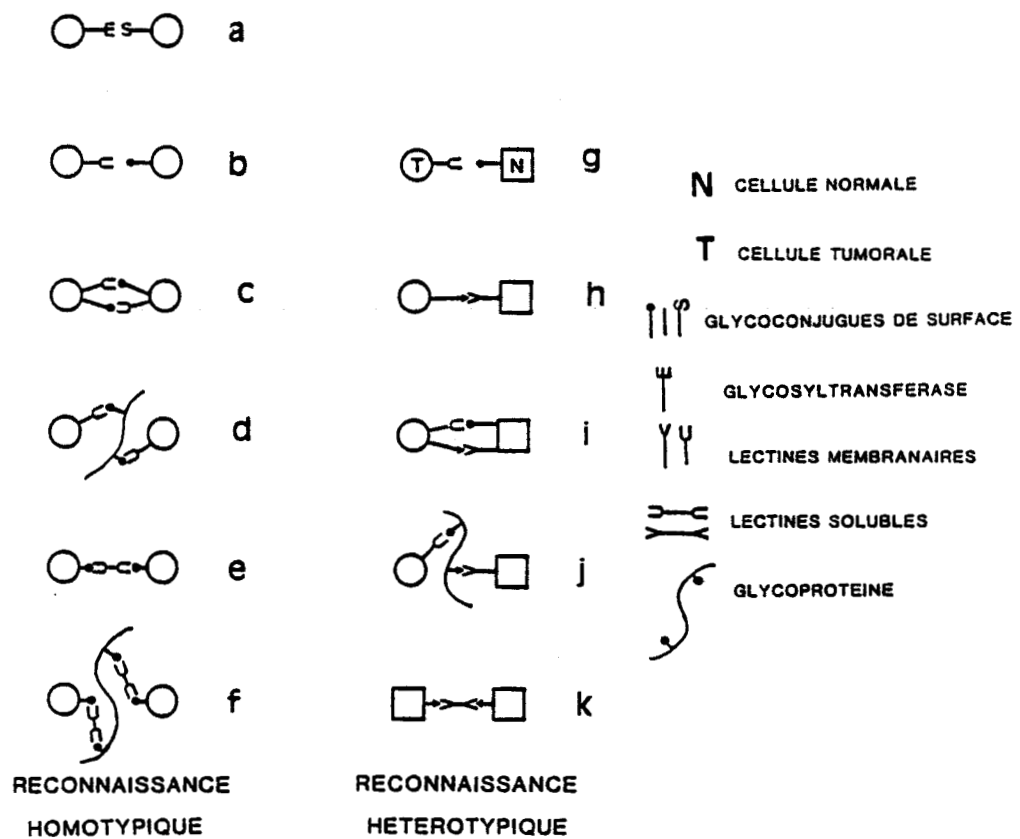 E S a
b
T N g
N CELLULE NORMALE
T CELLULE TUMORALE
c
h
GLYCOCONJUGUES DE SURFACE
GLYCOSYLTRANSFERASE
d
i
LECTINES MEMBRANAIRES
LECTINES SOLUBLES
e
j
GLYCOPROTEINE
f
k
RECONNAISSANCE
HOMOTYPIQUE
RECONNAISSANCE
HETEROTYPIQUE